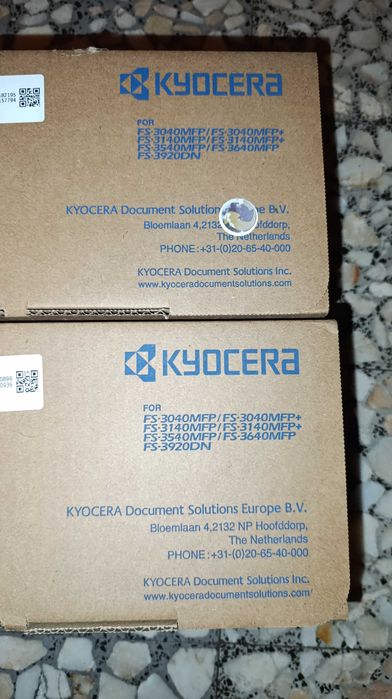 KYOCERA
FOR
FS-3040MFP/FS-3040MFP+
FS-3140MFP/FS-3140MFP+
FS-3540MFP/FS-3640MFP
FS-3920DN
KYOCERA Document Solution e B.V.
Bloemlaan 4,2132 Hoofddorp,
The Netherlands
PHONE:+31-(0)20-65-40-000
KYOCERA Document Solutions Inc.
www.kyoceradocumentsolutions.com
KYOCERA
FOR
FS-3040MFP/FS-3040MFP+
FS-3140MFP/FS-3140MFP+
FS-3540MFP/FS-3640MFP
FS-3920DN
KYOCERA Document Solutions Europe B.V.
Bloemlaan 4,2132 NP Hoofddorp,
The Netherlands
PHONE:+31-(0)20-65-40-000
KYOCERA Document Solutions Inc.
www.kyoceradocumentsolutions.com